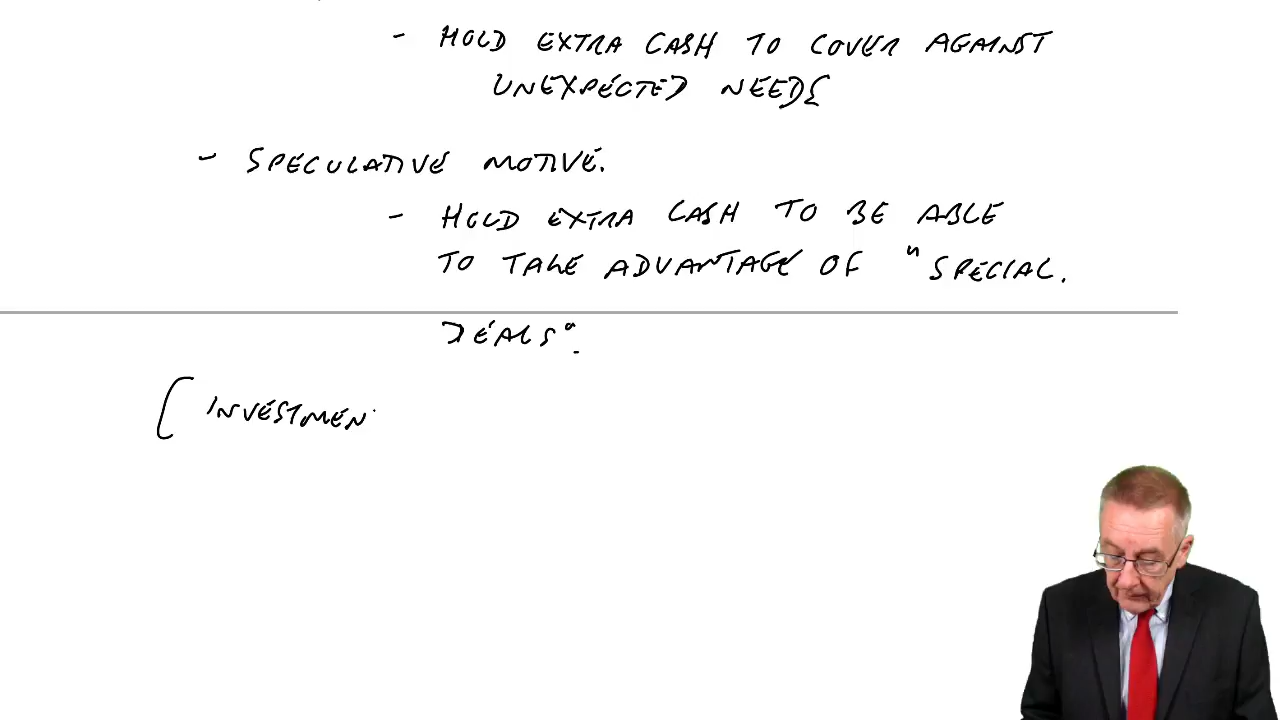 - HOLD EXTRA CASH TO COVER AGAINST
UNEXPECTED NEEDS
- SPECULATIVE MOTIVE.
- HOLD EXTRA CASH TO BE ABLE
TO TAKE ADVANTAGE OF "SPECIAL.
DEALS".
[ INVESTMEN